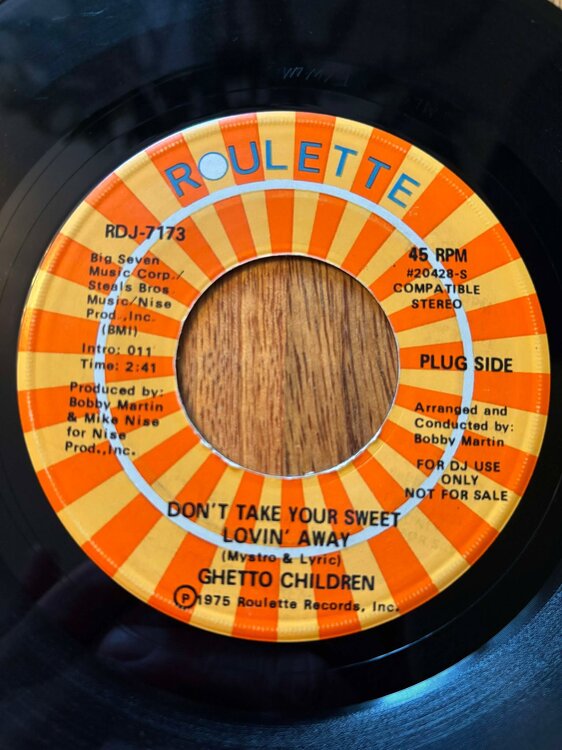 ROULETTE
RDJ-7173
Big Seven
Music Corp./
Steals Bros.
Music/Nise
Prod.,Inc.
(BMI)
Intro: 011
Time: 2:41
Produced by:
Bobby Martin
& Mike Nise
for Nise
Prod.,Inc.
45 RPM
#20428-S
COMPATIBLE
STEREO
PLUG SIDE
Arranged and
Conducted by:
Bobby Martin
FOR DJ USE
ONLY
NOT FOR SALE
DON'T TAKE YOUR SWEET
LOVIN' AWAY
(Mystro & Lyric)
GHETTO CHILDREN
℗1975 Roulette Records, Inc.